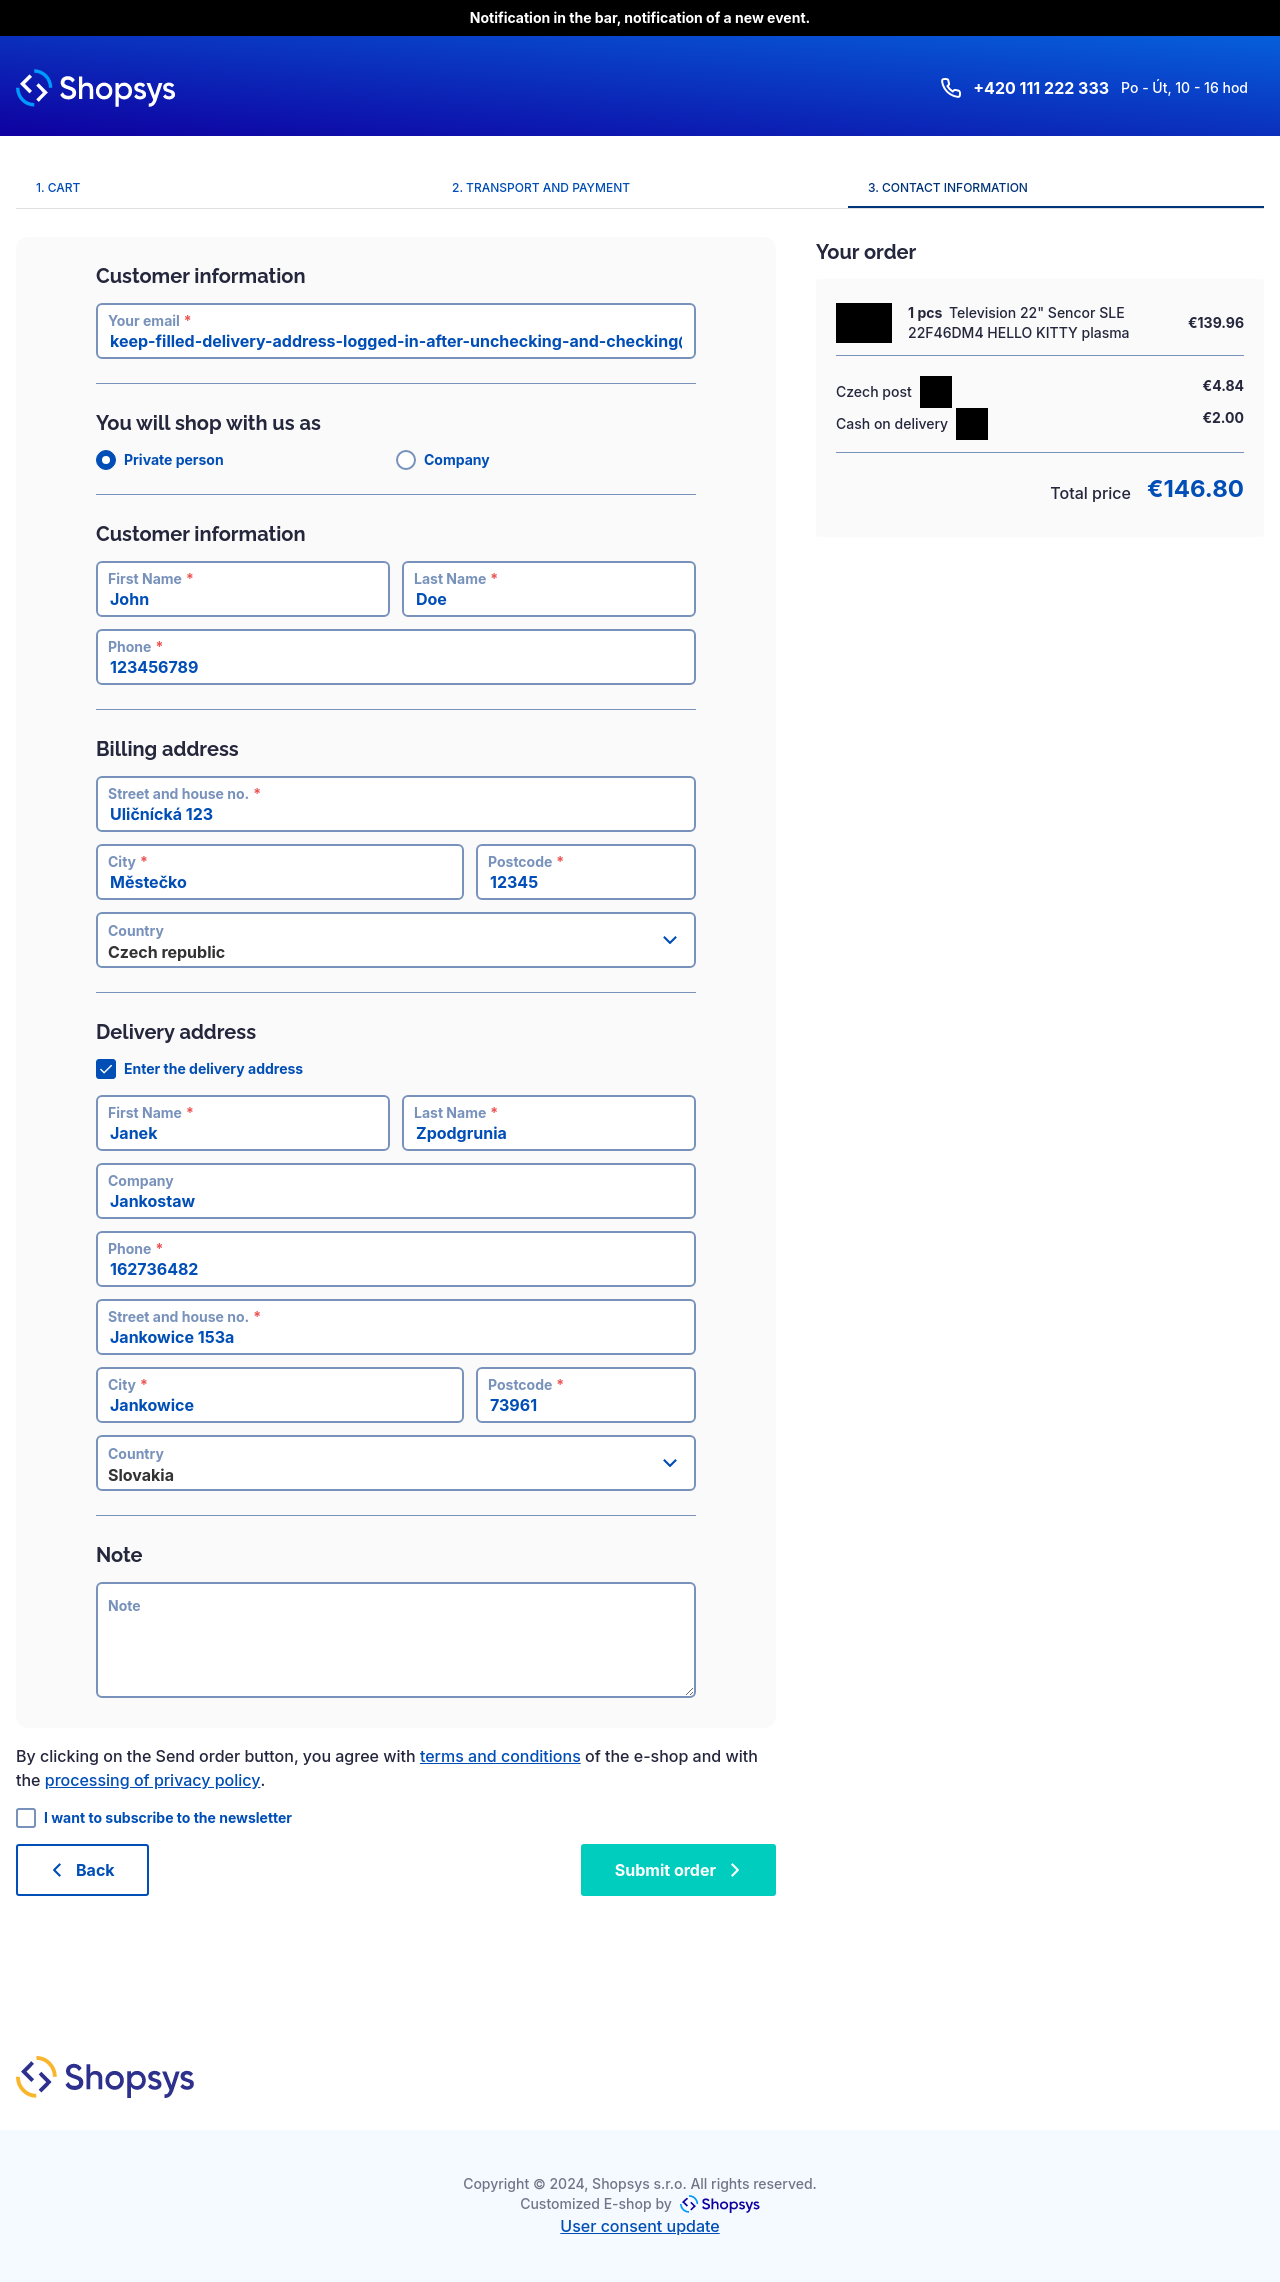 Notification in the bar, notification of a new event.
Shopsys
+420 111 222 333 Po - Út, 10 - 16 hod
1. CART
2. TRANSPORT AND PAYMENT
3. CONTACT INFORMATION
Customer information
Your email *
keep-filled-delivery-address-logged-in-after-unchecking-and-checking@
You will shop with us as
Private person
Company
Customer information
First Name *
John
Last Name *
Doe
Phone *
123456789
Billing address
Street and house no. *
Uličnícká 123
City *
Městečko
Postcode *
12345
Country
Czech republic
Delivery address
Enter the delivery address
First Name *
Janek
Last Name *
Zpodgrunia
Company
Jankostaw
Phone *
162736482
Street and house no. *
Jankowice 153a
City *
Jankowice
Postcode *
73961
Country
Slovakia
Note
Note
By clicking on the Send order button, you agree with terms and conditions of the e-shop and with
the processing of privacy policy.
I want to subscribe to the newsletter
Back
Submit order
Your order
1 pcs Television 22" Sencor SLE
22F46DM4 HELLO KITTY plasma
€139.96
Czech post
€4.84
Cash on delivery
€2.00
Total price €146.80
Shopsys
Copyright © 2024, Shopsys s.r.o. All rights reserved.
Customized E-shop by Shopsys
User consent update